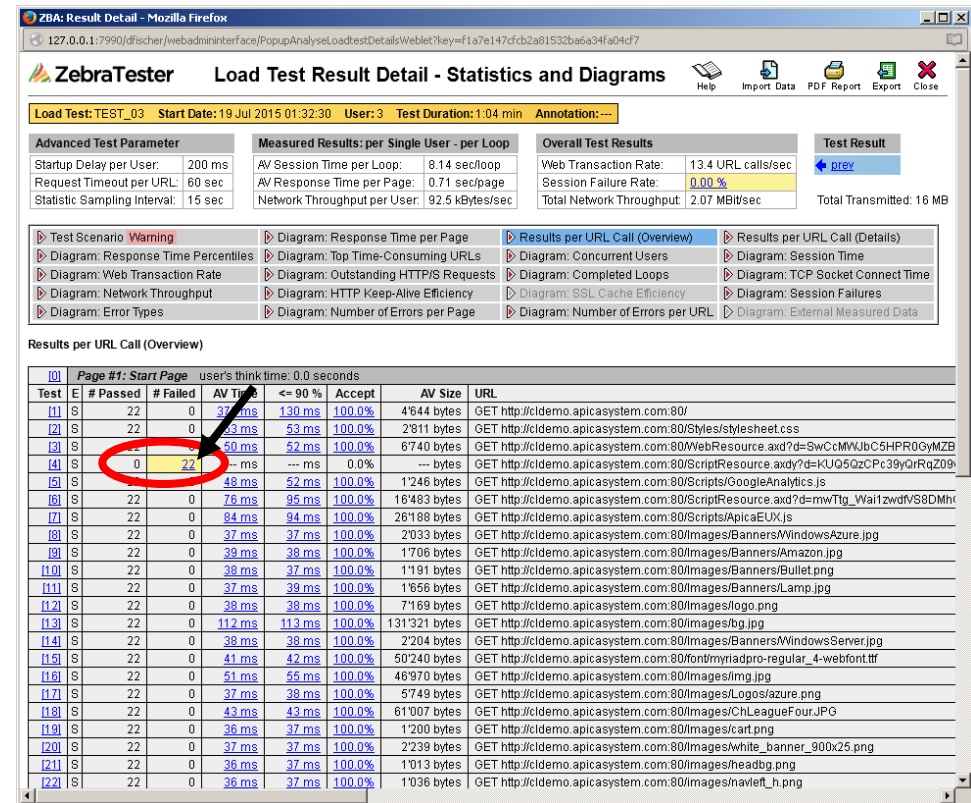 ZBA: Result Detail - Mozilla Firefox
127.0.0.1:7990/dfischer/webadmininterface/PopupAnalyseLoadtestDetailsWeblet?key=f1a7e147cfcb2a81532ba6a34fa04cf7
ZebraTester Load Test Result Detail - Statistics and Diagrams Help Import Data PDF Report Export Close
Load Test: TEST_03 Start Date: 19 Jul 2015 01:32:30 User: 3 Test Duration: 1:04 min Annotation: ---
Advanced Test Parameter Measured Results: per Single User - per Loop Overall Test Results Test Result
Startup Delay per User: 200 ms AV Session Time per Loop: 8.14 sec/loop Web Transaction Rate: 13.4 URL calls/sec prev
Request Timeout per URL: 60 sec AV Response Time per Page: 0.71 sec/page Session Failure Rate: 0.00 %
Statistic Sampling Interval: 15 sec Network Throughput per User: 92.5 kBytes/sec Total Network Throughput: 2.07 MBit/sec Total Transmitted: 16 MB
Test Scenario Warning Diagram: Response Time per Page Results per URL Call (Overview) Results per URL Call (Details)
Diagram: Response Time Percentiles Diagram: Top Time-Consuming URLs Diagram: Concurrent Users Diagram: Session Time
Diagram: Web Transaction Rate Diagram: Outstanding HTTP/S Requests Diagram: Completed Loops Diagram: TCP Socket Connect Time
Diagram: Network Throughput Diagram: HTTP Keep-Alive Efficiency Diagram: SSL Cache Efficiency Diagram: Session Failures
Diagram: Error Types Diagram: Number of Errors per Page Diagram: Number of Errors per URL Diagram: External Measured Data
Results per URL Call (Overview)
[0] Page #1: Start Page user's think time: 0.0 seconds
Test E # Passed # Failed AV Time <= 90 % Accept AV Size URL
[1] S 22 0 ms 130 ms 100.0% 4'644 bytes GET http://cldemo.apicasystem.com:80/
[2] S 22 0 53 ms 53 ms 100.0% 2'811 bytes GET http://cldemo.apicasystem.com:80/Styles/stylesheet.css
[3] S 22 0 50 ms 52 ms 100.0% 6'740 bytes GET
[4] S 0 22 --- ms --- ms 0.0% --- bytes GET
[5] S 0 48 ms 52 ms 100.0% 1'246 bytes GET http://cldemo.apicasystem.com:80/Scripts/GoogleAnalytics.js
[6] S 22 0 76 ms 95 ms 100.0% 16'483 bytes GET
[7] S 22 0 84 ms 94 ms 100.0% 26'188 bytes GET http://cldemo.apicasystem.com:80/Scripts/ApicaEUX.js
[8] S 22 0 37 ms 37 ms 100.0% 2'033 bytes GET http://cldemo.apicasystem.com:80/Images/Banners/WindowsAzure.jpg
[9] S 22 0 39 ms 38 ms 100.0% 1'706 bytes GET http://cldemo.apicasystem.com:80/Images/Banners/Amazon.jpg
[10] S 22 0 38 ms 37 ms 100.0% 1'191 bytes GET http://cldemo.apicasystem.com:80/Images/Banners/Bullet.png
[11] S 22 0 37 ms 39 ms 100.0% 1'656 bytes GET http://cldemo.apicasystem.com:80/Images/Banners/Lamp.jpg
[12] S 22 0 38 ms 38 ms 100.0% 7'169 bytes GET http://cldemo.apicasystem.com:80/Images/logo.png
[13] S 22 0 112 ms 113 ms 100.0% 131'321 bytes GET http://cldemo.apicasystem.com:80/images/bg.jpg
[14] S 22 0 38 ms 38 ms 100.0% 2'204 bytes GET http://cldemo.apicasystem.com:80/Images/Banners/WindowsServer.jpg
[15] S 22 0 41 ms 42 ms 100.0% 50'240 bytes GET http://cldemo.apicasystem.com:80/font/myriadpro-regular_4-webfont.ttf
[16] S 22 0 51 ms 55 ms 100.0% 46'970 bytes GET http://cldemo.apicasystem.com:80/Images/img.jpg
[17] S 22 0 37 ms 38 ms 100.0% 5'749 bytes GET http://cldemo.apicasystem.com:80/Images/Logos/azure.png
[18] S 22 0 43 ms 43 ms 100.0% 61'007 bytes GET http://cldemo.apicasystem.com:80/Images/ChLeagueFour.JPG
[19] S 22 0 36 ms 37 ms 100.0% 1'200 bytes GET http://cldemo.apicasystem.com:80/Images/cart.png
[20] S 22 0 37 ms 37 ms 100.0% 2'239 bytes GET http://cldemo.apicasystem.com:80/Images/white_banner_900x25.png
[21] S 22 0 36 ms 37 ms 100.0% 1'013 bytes GET http://cldemo.apicasystem.com:80/images/headbg.png
[22] S 22 0 36 ms 37 ms 100.0% 1'036 bytes GET http://cldemo.apicasystem.com:80/images/navleft_h.png